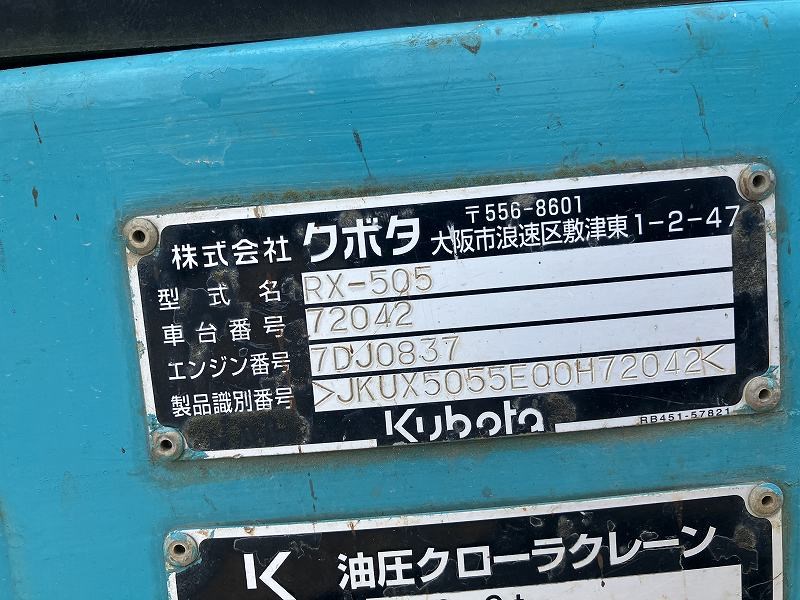 株式会社 クボタ 〒556-8601
大阪市浪速区敷津東1-2-47
型式名 RX-505
車台番号 72042
エンジン番号 7DJ0837
製品識別番号 >JKUX5055E00H72042<
Kubota
RB451-57821
油圧クローラクレーン